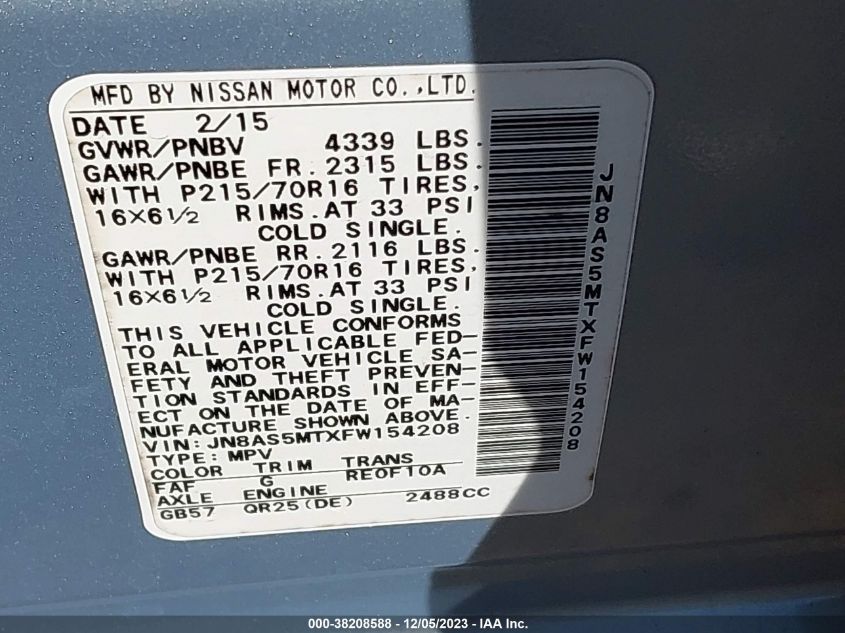 MFD BY NISSAN MOTOR CO.,LTD.
DATE 2/15
GVWR/PNBV 4339 LBS.
GAWR/PNBE FR. 2315 LBS.
WITH P215/70R16 TIRES,
16X6 1/2 RIMS.AT 33 PSI
COLD SINGLE.
GAWR/PNBE RR. 2116 LBS.
WITH P215/70R16 TIRES,
16X6 1/2 RIMS.AT 33 PSI
COLD SINGLE.
THIS VEHICLE CONFORMS
TO ALL APPLICABLE FED-
ERAL MOTOR VEHICLE SA-
FETY AND THEFT PREVEN-
TION STANDARDS IN EFF-
ECT ON THE DATE OF MA-
NUFACTURE SHOWN ABOVE.
VIN:JN8AS5MTXFW154208
TYPE:MPV
COLOR TRIM TRANS
FAF G RE0F10A
AXLE ENGINE
GB57 QR25(DE) 2488CC
JN8AS5MTXFW154208
000-38208588 - 12/05/2023 - IAA Inc.